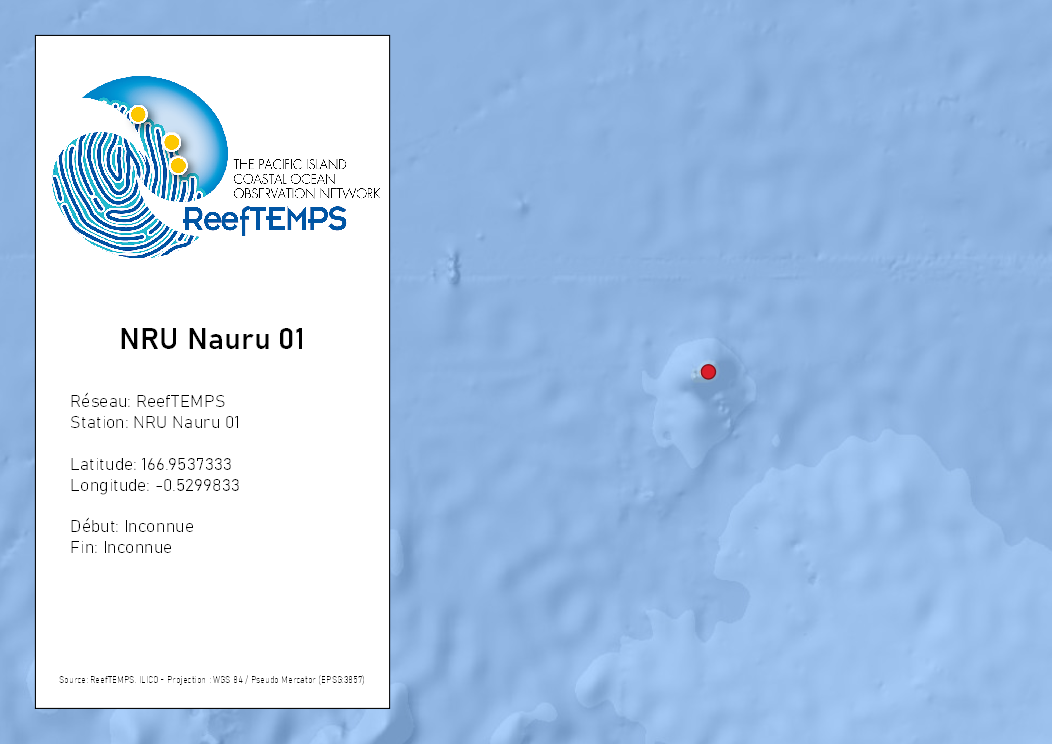 THE PACIFIC ISLAND
COASTAL OCEAN
OBSERVATION NETWORK
ReefTEMPS
NRU Nauru 01
Réseau: ReefTEMPS
Station: NRU Nauru 01
Latitude: 166.9537333
Longitude: -0.5299833
Début: Inconnue
Fin: Inconnue
Source: ReefTEMPS, ILICO - Projection : WGS 84 / Pseudo Mercator (EPSG:3857)